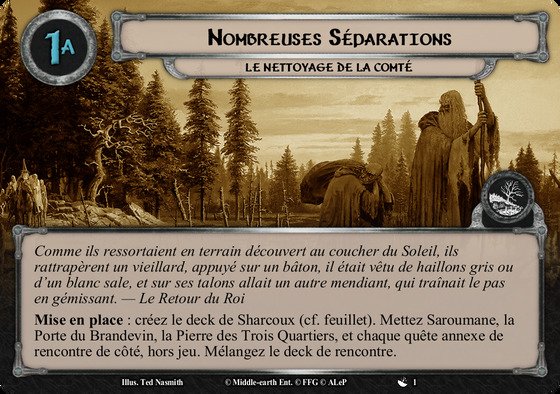 1A
NOMBREUSES SÉPARATIONS
LE NETTOYAGE DE LA COMTÉ
Comme ils ressortaient en terrain découvert au coucher du Soleil, ils
rattrapèrent un vieillard, appuyé sur un bâton, il était vêtu de haillons gris ou
d'un blanc sale, et sur ses talons allait un autre mendiant, qui traînait le pas
en gémissant. — Le Retour du Roi
Mise en place : créez le deck de Sharcoux (cf. feuillet). Mettez Saroumane, la
Porte du Brandevin, la Pierre des Trois Quartiers, et chaque quête annexe de
rencontre de côté, hors jeu. Mélangez le deck de rencontre.
Illus. Ted Nasmith © Middle-earth Ent. © FFG © ALeP 1